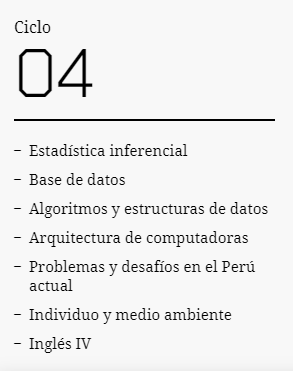 Ciclo
04
– Estadística inferencial
– Base de datos
– Algoritmos y estructuras de datos
– Arquitectura de computadoras
– Problemas y desafíos en el Perú
actual
– Individuo y medio ambiente
– Inglés IV